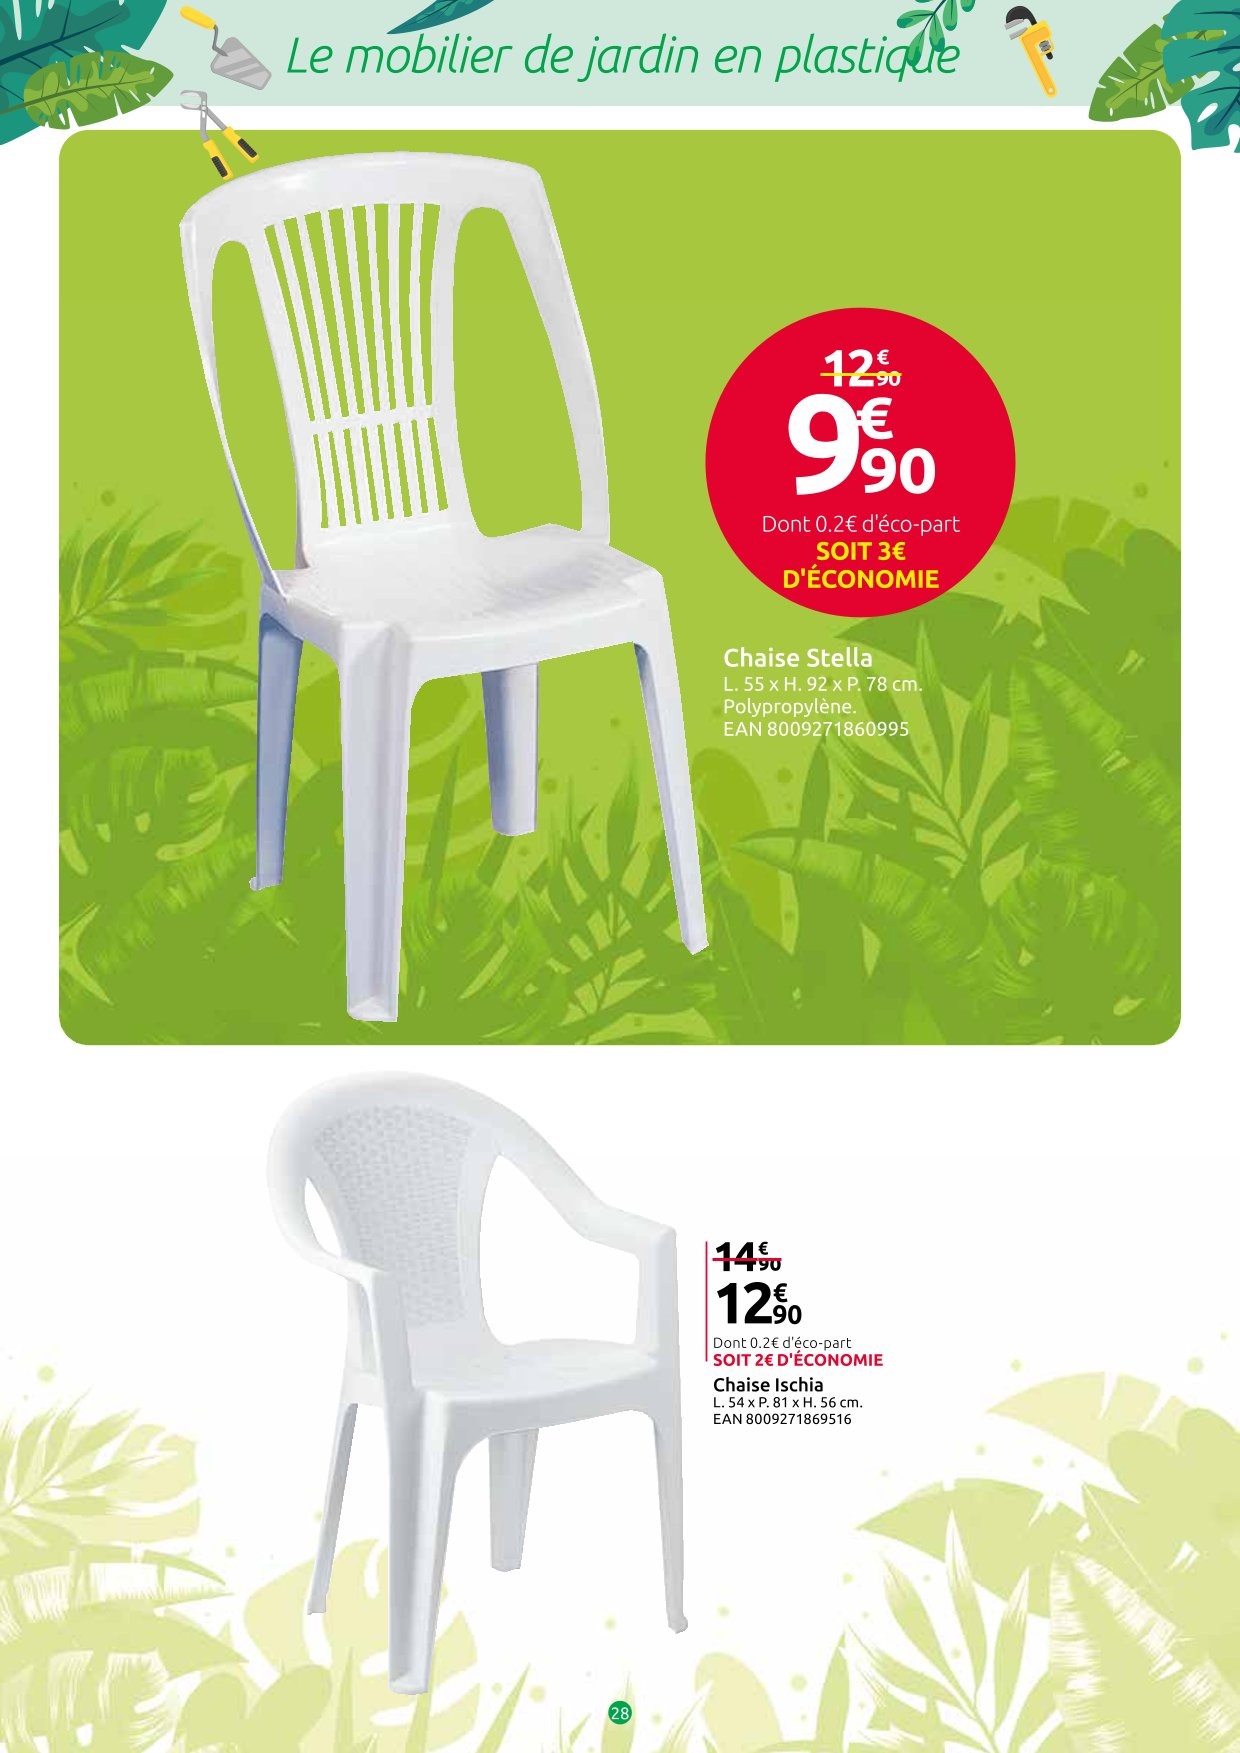 Le mobilier de jardin en plastique
12€90
9€90
Dont 0.2€ d'éco-part
SOIT 3€
D'ÉCONOMIE
Chaise Stella
L. 55 x H. 92 x P. 78 cm.
Polypropylène.
EAN 8009271860995
14€90
12€90
Dont 0.2€ d'éco-part
SOIT 2€ D'ÉCONOMIE
Chaise Ischia
L. 54 x P. 81 x H. 56 cm.
EAN 8009271869516
28